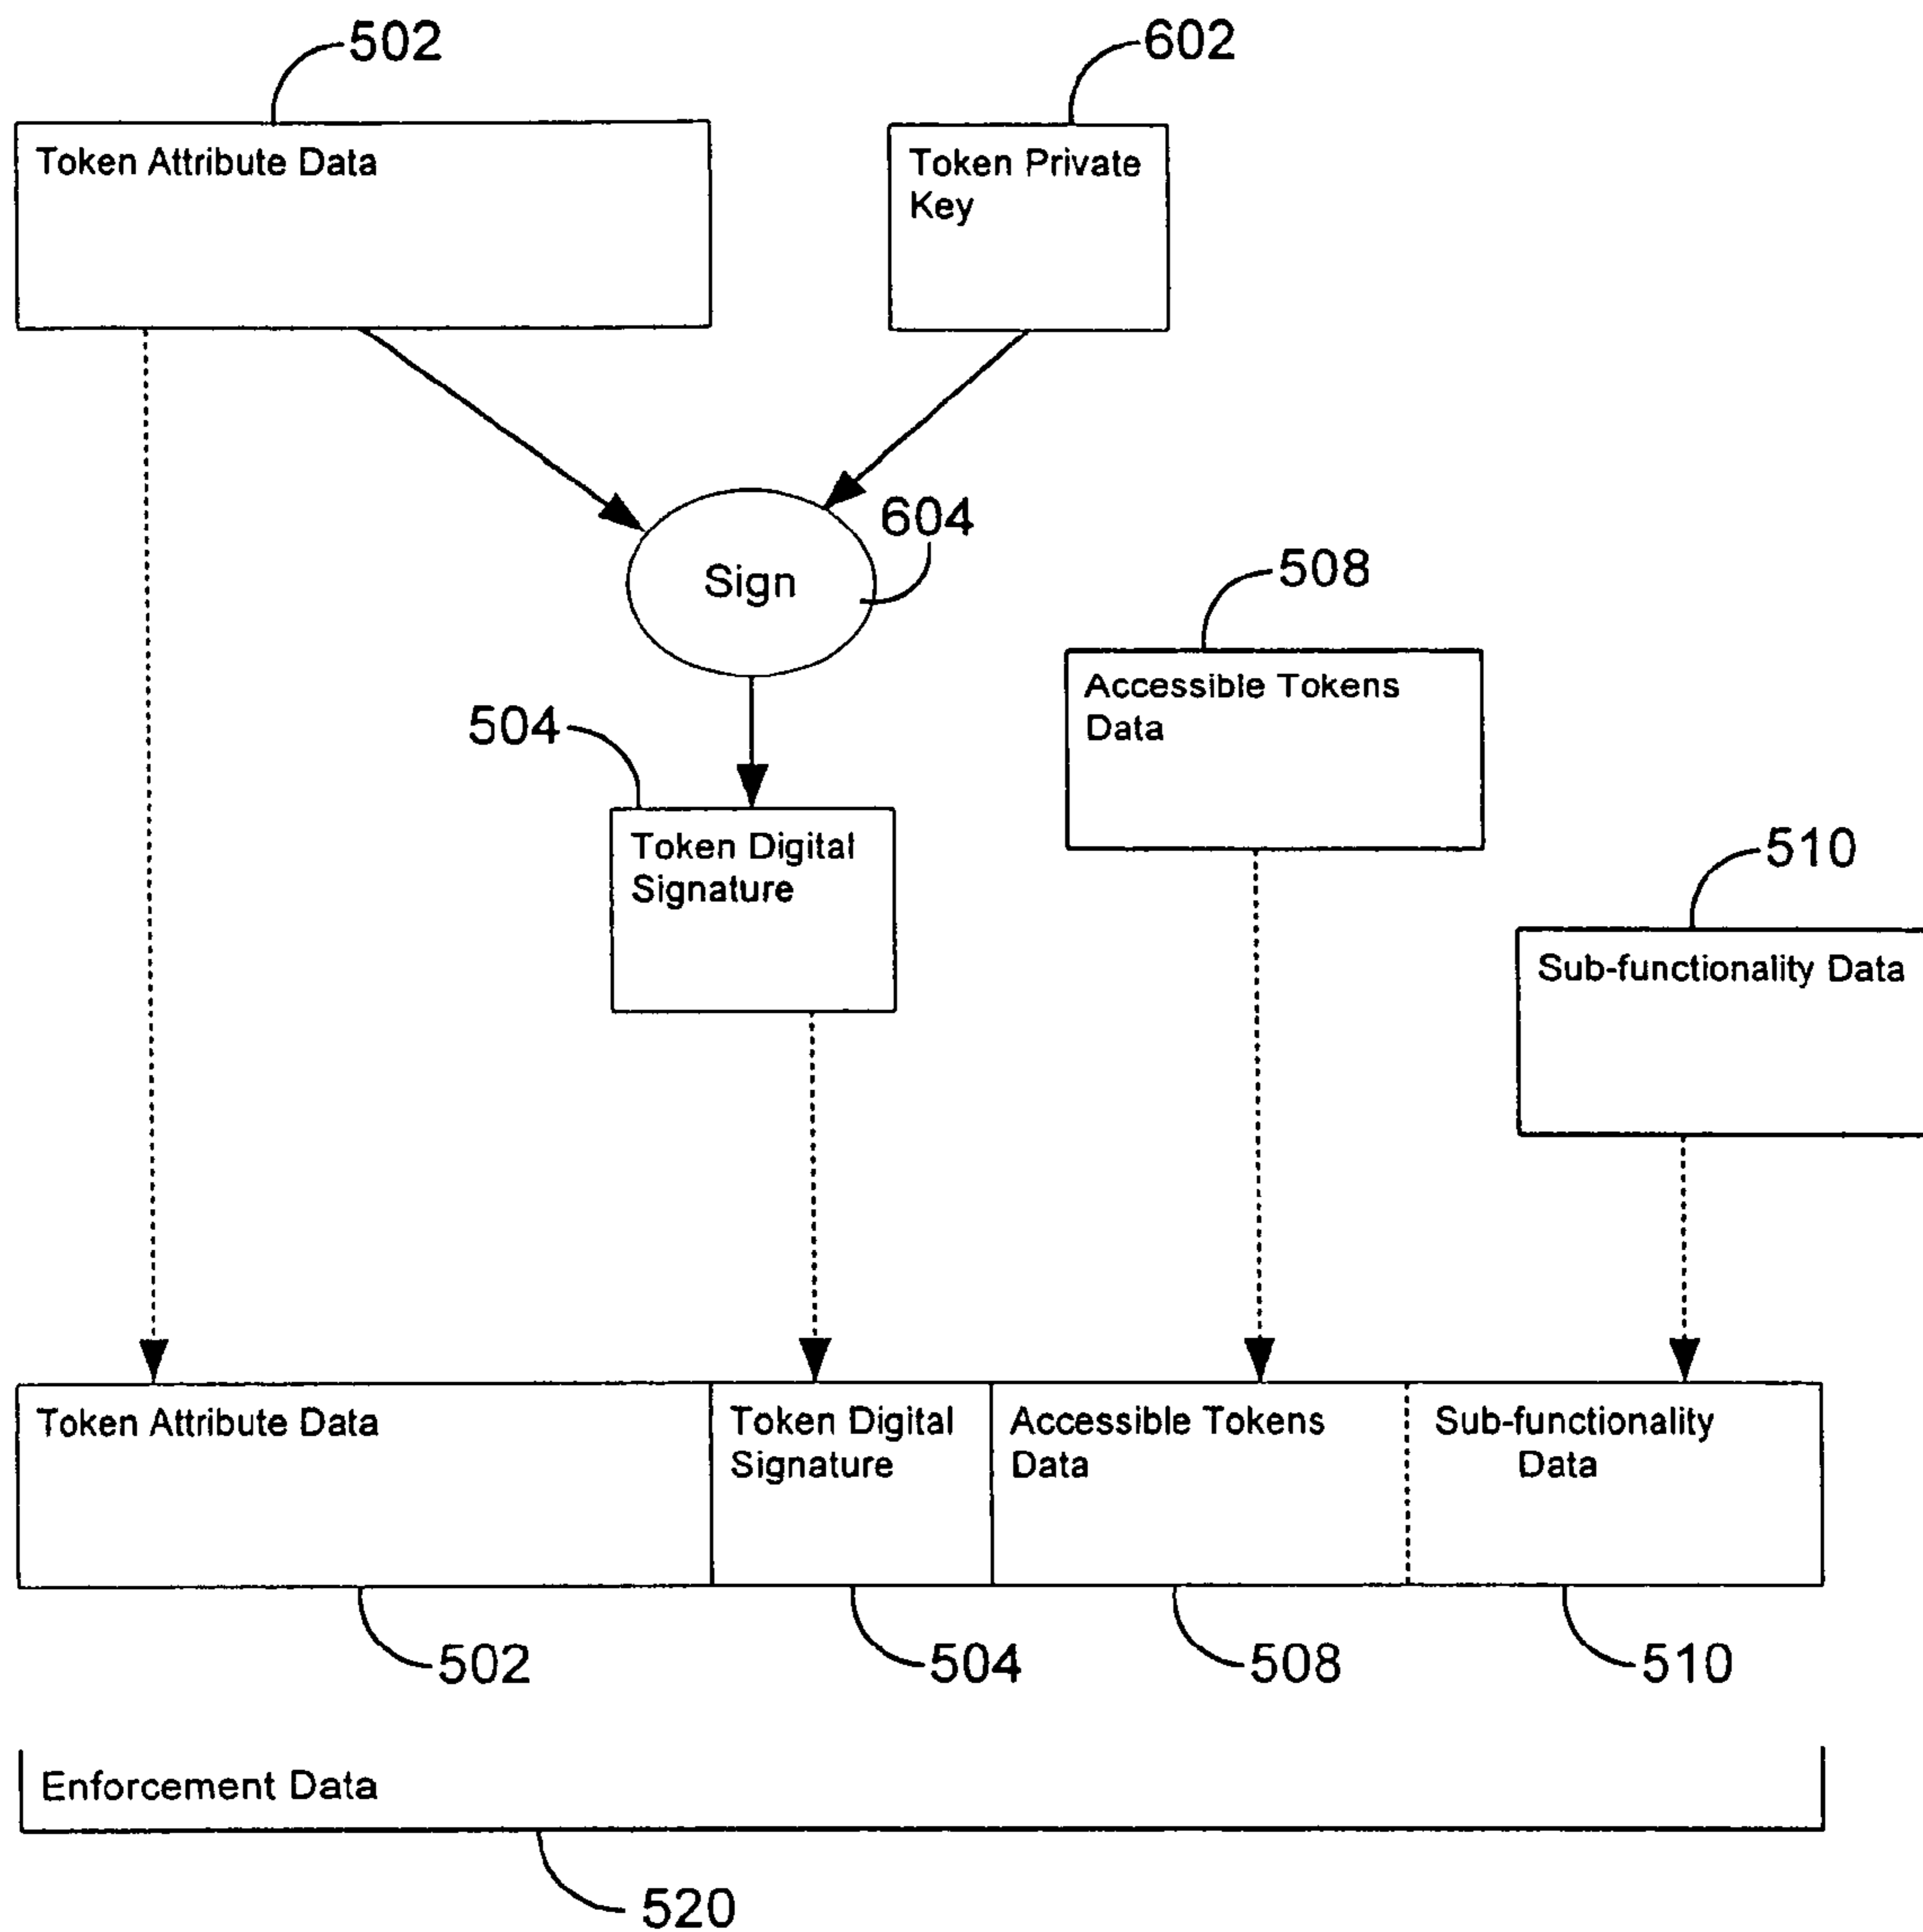 502
602
Token Attribute Data
Token Private
Key
604
Sign
508
Accessible Tokens
Data
504
Token Digital
Signature
510
Sub-functionality Data
Token Attribute Data
Token Digital
Signature
Accessible Tokens
Data
Sub-functionality
Data
502
504
508
510
Enforcement Data
520